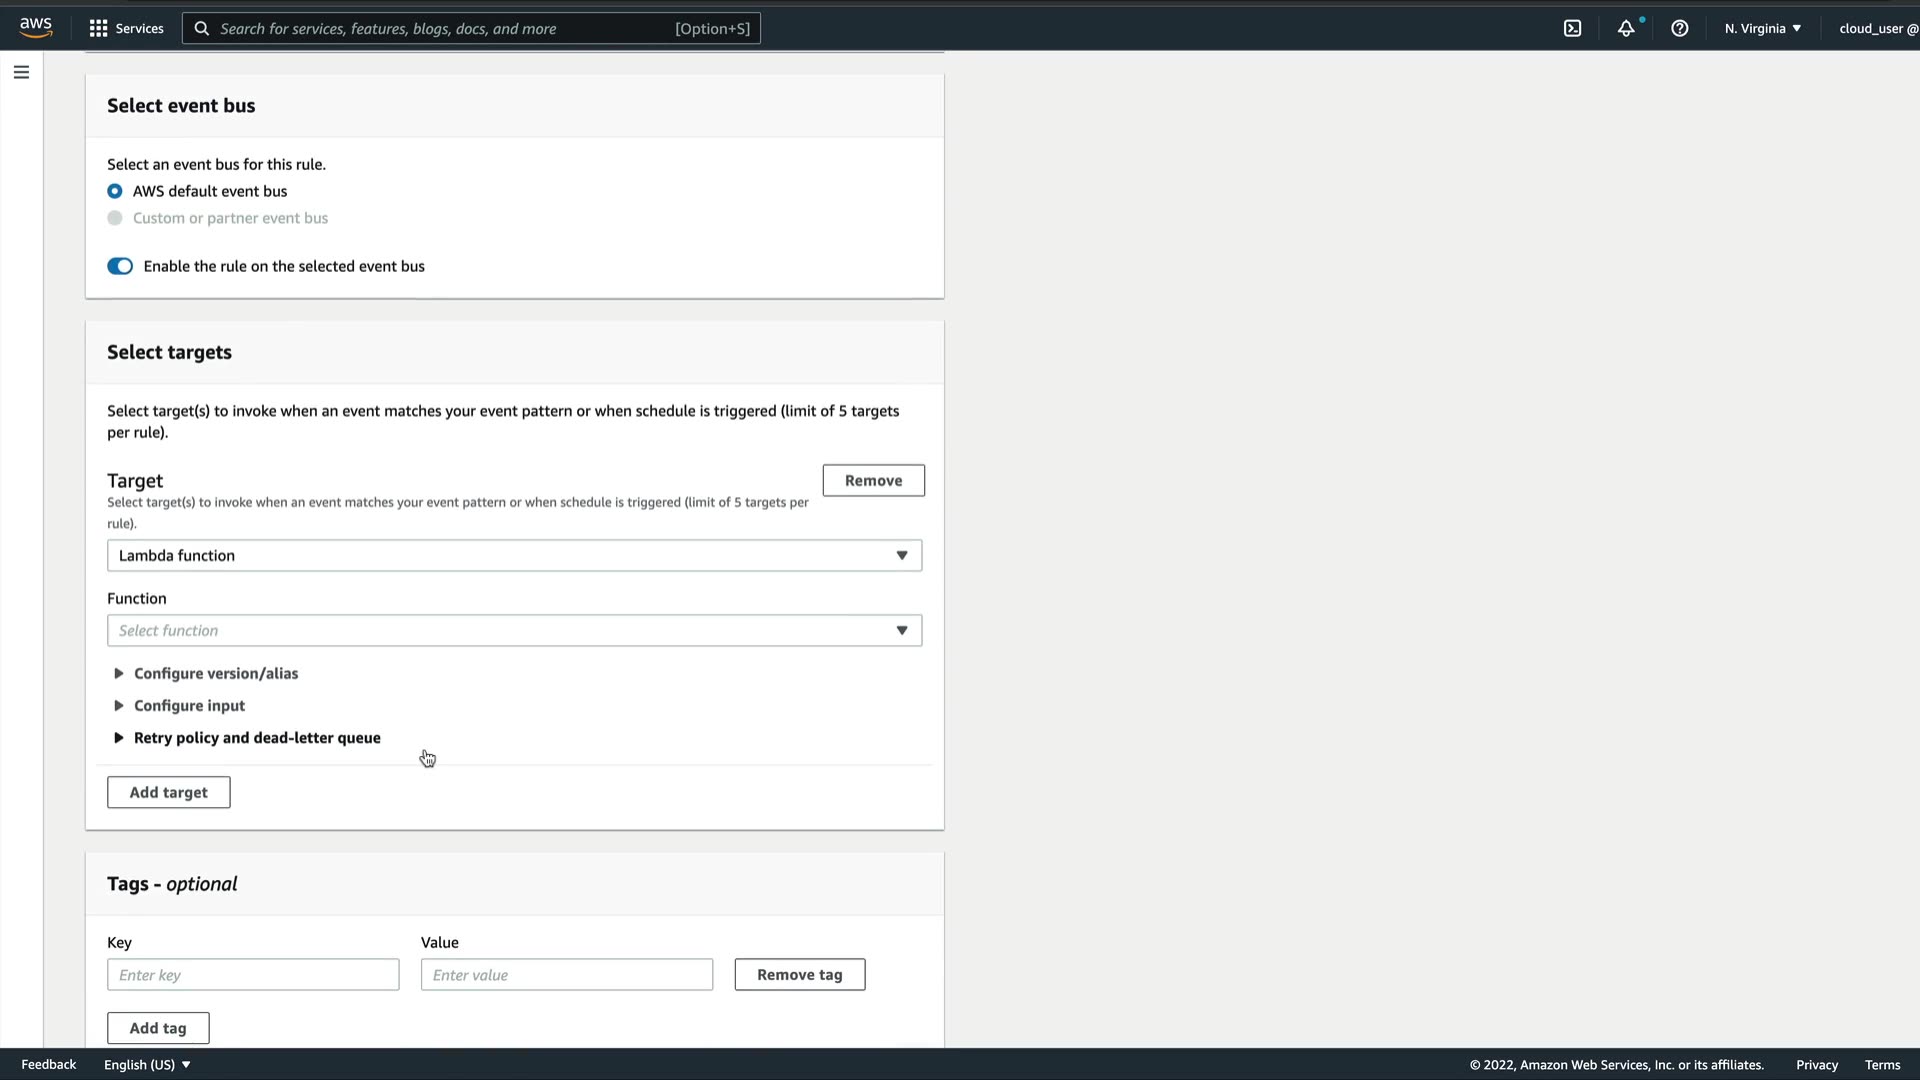 aws
Services
Search for services, features, blogs, docs, and more
[Option+S]
N. Virginia
cloud_user @
Select event bus
Select an event bus for this rule.
AWS default event bus
Custom or partner event bus
Enable the rule on the selected event bus
Select targets
Select target(s) to invoke when an event matches your event pattern or when schedule is triggered (limit of 5 targets
per rule).
Target
Remove
Select target(s) to invoke when an event matches your event pattern or when schedule is triggered (limit of 5 targets per
rule).
Lambda function
Function
Select function
Configure version/alias
Configure input
Retry policy and dead-letter queue
Add target
Tags - optional
Key
Value
Enter key
Enter value
Remove tag
Add tag
Feedback
English (US)
© 2022, Amazon Web Services, Inc. or its affiliates.
Privacy
Terms